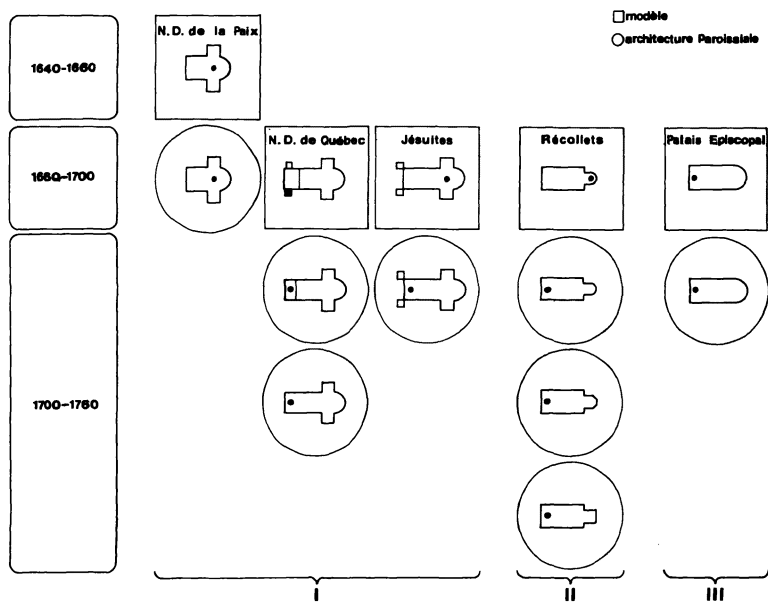 N.D. de la Paix
modèle
architecture Paroissiale
1640-1660
N.D. de Québec
Jésuites
Récollets
Palais Episcopal
1660-1700
1700-1760
I
II
III